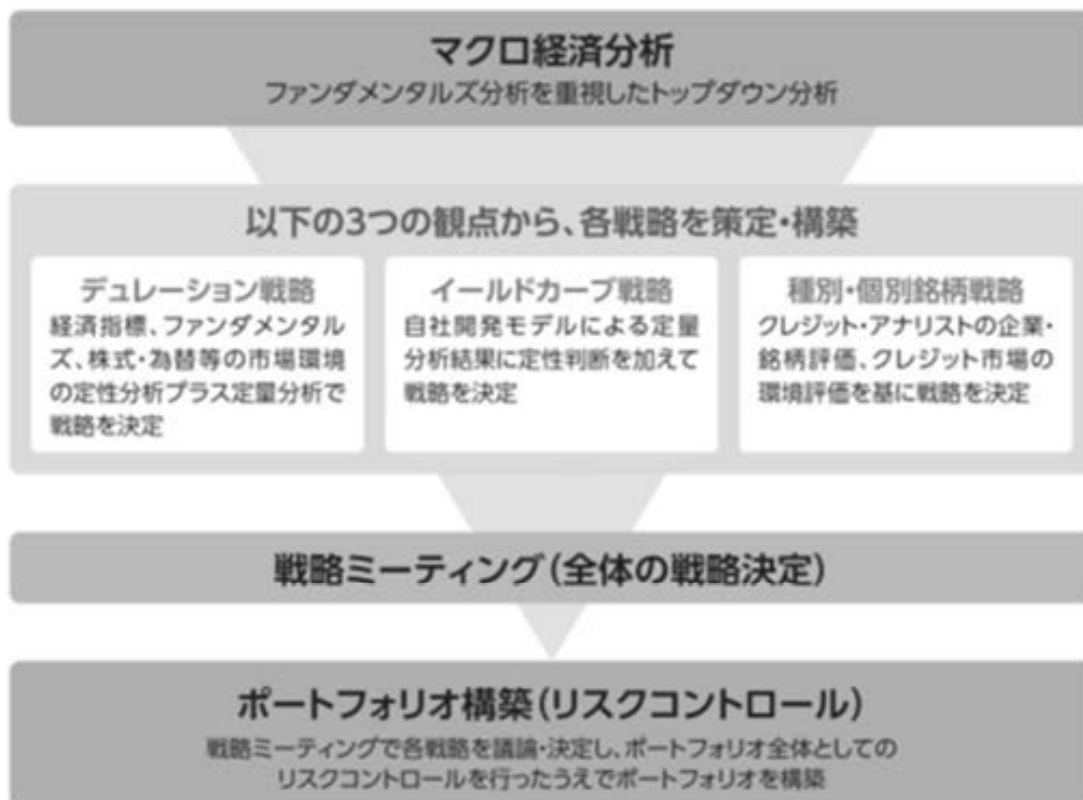 マクロ経済分析
ファンダメンタルズ分析を重視したトップダウン分析
以下の3つの観点から、各戦略を策定・構築
デュレーション戦略
経済指標、ファンダメンタル
ズ、株式・為替等の市場環境
の定性分析プラス定量分析で
戦略を決定
イールドカーブ戦略
自社開発モデルによる定量
分析結果に定性判断を加えて
戦略を決定
種別・個別銘柄戦略
クレジット・アナリストの企業・
銘柄評価、クレジット市場の
環境評価を基に戦略を決定
戦略ミーティング(全体の戦略決定)
ポートフォリオ構築(リスクコントロール)
戦略ミーティングで各戦略を議論・決定し、ポートフォリオ全体としての
リスクコントロールを行ったうえでポートフォリオを構築